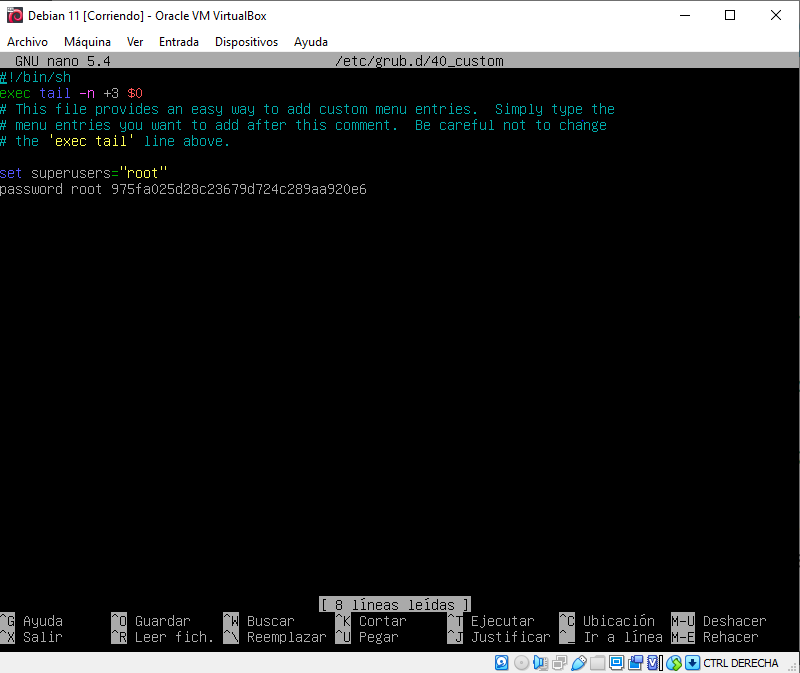 Debian 11 [Corriendo] - Oracle VM VirtualBox
Archivo Máquina Ver Entrada Dispositivos Ayuda
GNU nano 5.4 /etc/grub.d/40_custom
#!/bin/sh
exec tail -n +3 $0
# This file provides an easy way to add custom menu entries.  Simply type the
# menu entries you want to add after this comment.  Be careful not to change
# the 'exec tail' line above.
set superusers="root"
password root 975fa025d28c23679d724c289aa920e6
[ 8 líneas leídas ]
^G Ayuda ^O Guardar ^W Buscar ^K Cortar ^T Ejecutar ^C Ubicación M-U Deshacer
^X Salir ^R Leer fich. ^\ Reemplazar ^U Pegar ^J Justificar ^_ Ir a línea M-E Rehacer
CTRL DERECHA